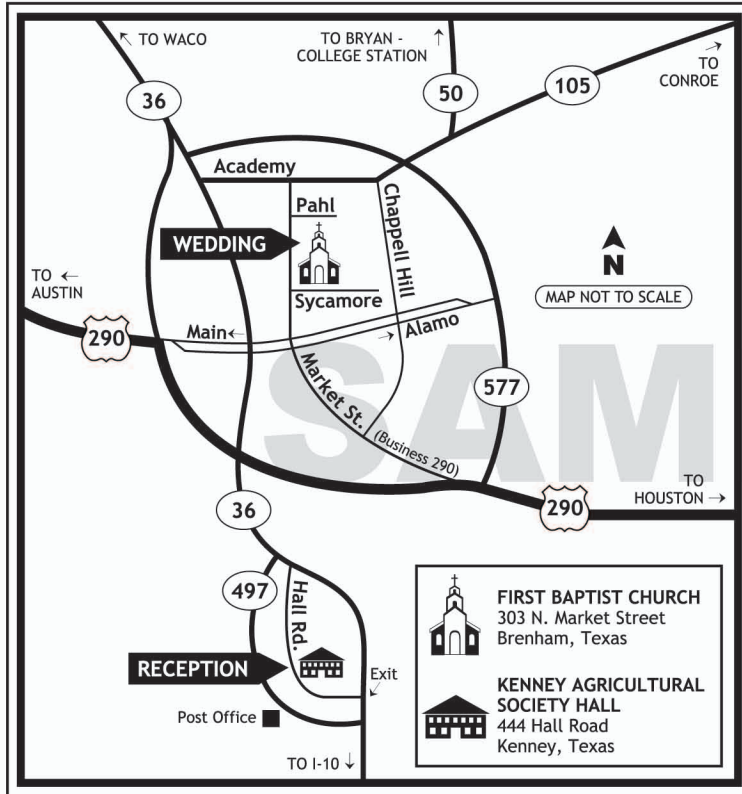 TO WACO
TO BRYAN -
COLLEGE STATION
TO
CONROE
36
50
105
Academy
Pahl
Chappell Hill
WEDDING
N
TO
AUSTIN
Sycamore
MAP NOT TO SCALE
290
Main
Alamo
Market St.
577
SAM
(Business 290)
TO
HOUSTON
36
290
497
Hall Rd.
FIRST BAPTIST CHURCH
303 N. Market Street
Brenham, Texas
RECEPTION
Exit
KENNEY AGRICULTURAL
SOCIETY HALL
444 Hall Road
Kenney, Texas
Post Office
TO I-10